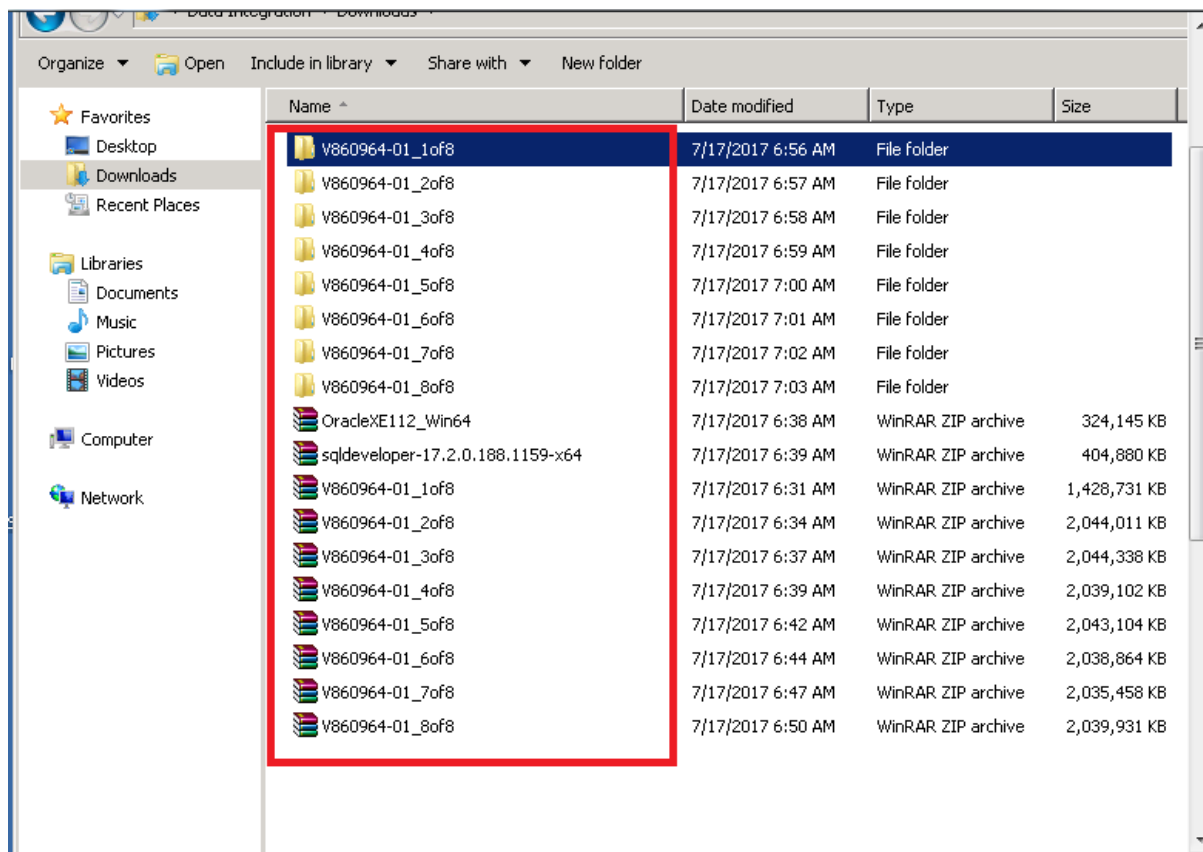 Data Integration Downloads
Organize Open Include in library Share with New folder
Favorites
Desktop
Downloads
Recent Places
Libraries
Documents
Music
Pictures
Videos
Computer
Network
Name Date modified Type Size
V860964-01_1of8 7/17/2017 6:56 AM File folder
V860964-01_2of8 7/17/2017 6:57 AM File folder
V860964-01_3of8 7/17/2017 6:58 AM File folder
V860964-01_4of8 7/17/2017 6:59 AM File folder
V860964-01_5of8 7/17/2017 7:00 AM File folder
V860964-01_6of8 7/17/2017 7:01 AM File folder
V860964-01_7of8 7/17/2017 7:02 AM File folder
V860964-01_8of8 7/17/2017 7:03 AM File folder
OracleXE112_Win64 7/17/2017 6:38 AM WinRAR ZIP archive 324,145 KB
sqldeveloper-17.2.0.188.1159-x64 7/17/2017 6:39 AM WinRAR ZIP archive 404,880 KB
V860964-01_1of8 7/17/2017 6:31 AM WinRAR ZIP archive 1,428,731 KB
V860964-01_2of8 7/17/2017 6:34 AM WinRAR ZIP archive 2,044,011 KB
V860964-01_3of8 7/17/2017 6:37 AM WinRAR ZIP archive 2,044,338 KB
V860964-01_4of8 7/17/2017 6:39 AM WinRAR ZIP archive 2,039,102 KB
V860964-01_5of8 7/17/2017 6:42 AM WinRAR ZIP archive 2,043,104 KB
V860964-01_6of8 7/17/2017 6:44 AM WinRAR ZIP archive 2,038,864 KB
V860964-01_7of8 7/17/2017 6:47 AM WinRAR ZIP archive 2,035,458 KB
V860964-01_8of8 7/17/2017 6:50 AM WinRAR ZIP archive 2,039,931 KB